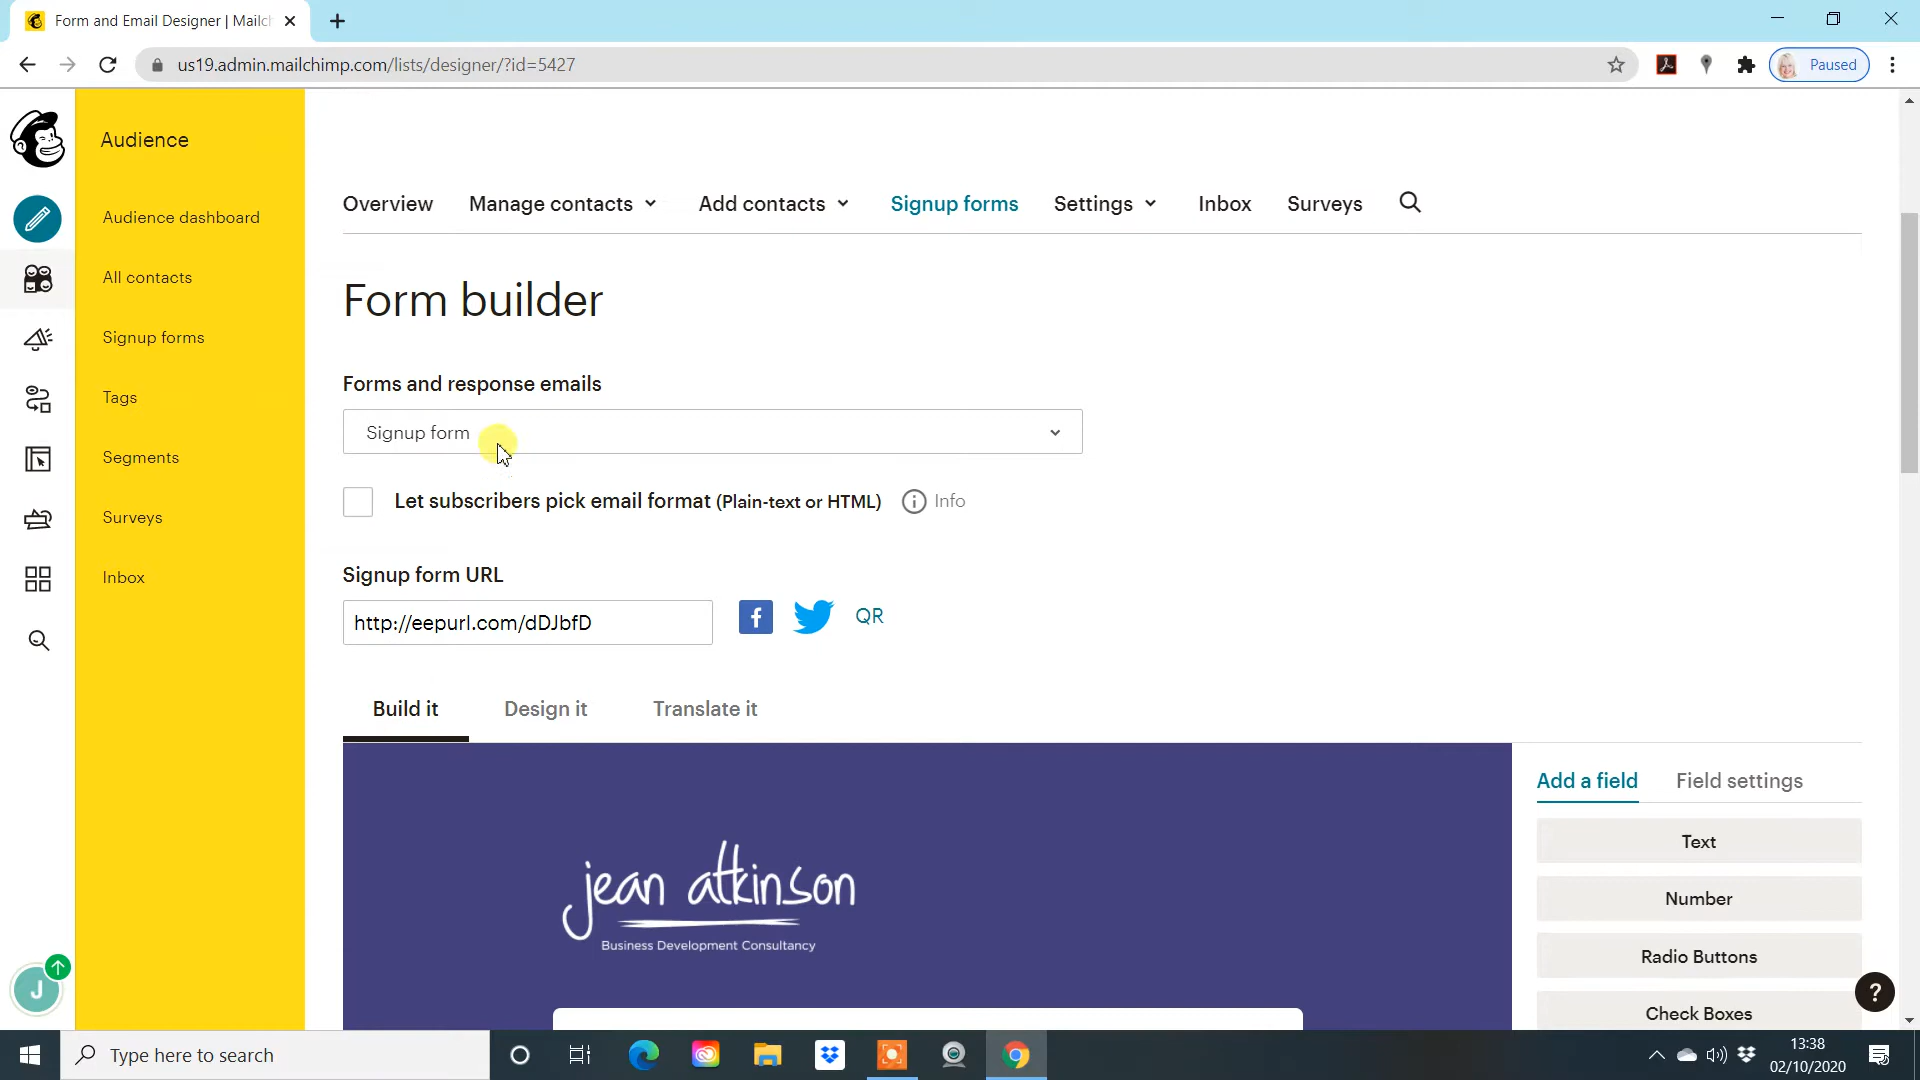 Form and Email Designer | Mailch
us19.admin.mailchimp.com/lists/designer/?id=5427
Paused
Audience
Audience dashboard
All contacts
Signup forms
Tags
Segments
Surveys
Inbox
J
Overview
Manage contacts
Add contacts
Signup forms
Settings
Inbox
Surveys
Form builder
Forms and response emails
Signup form
Let subscribers pick email format (Plain-text or HTML)
Info
Signup form URL
http://eepurl.com/dDJbfD
QR
Build it
Design it
Translate it
jean atkinson
Business Development Consultancy
Add a field
Field settings
Text
Number
Radio Buttons
Check Boxes
?
Type here to search
13:38
02/10/2020